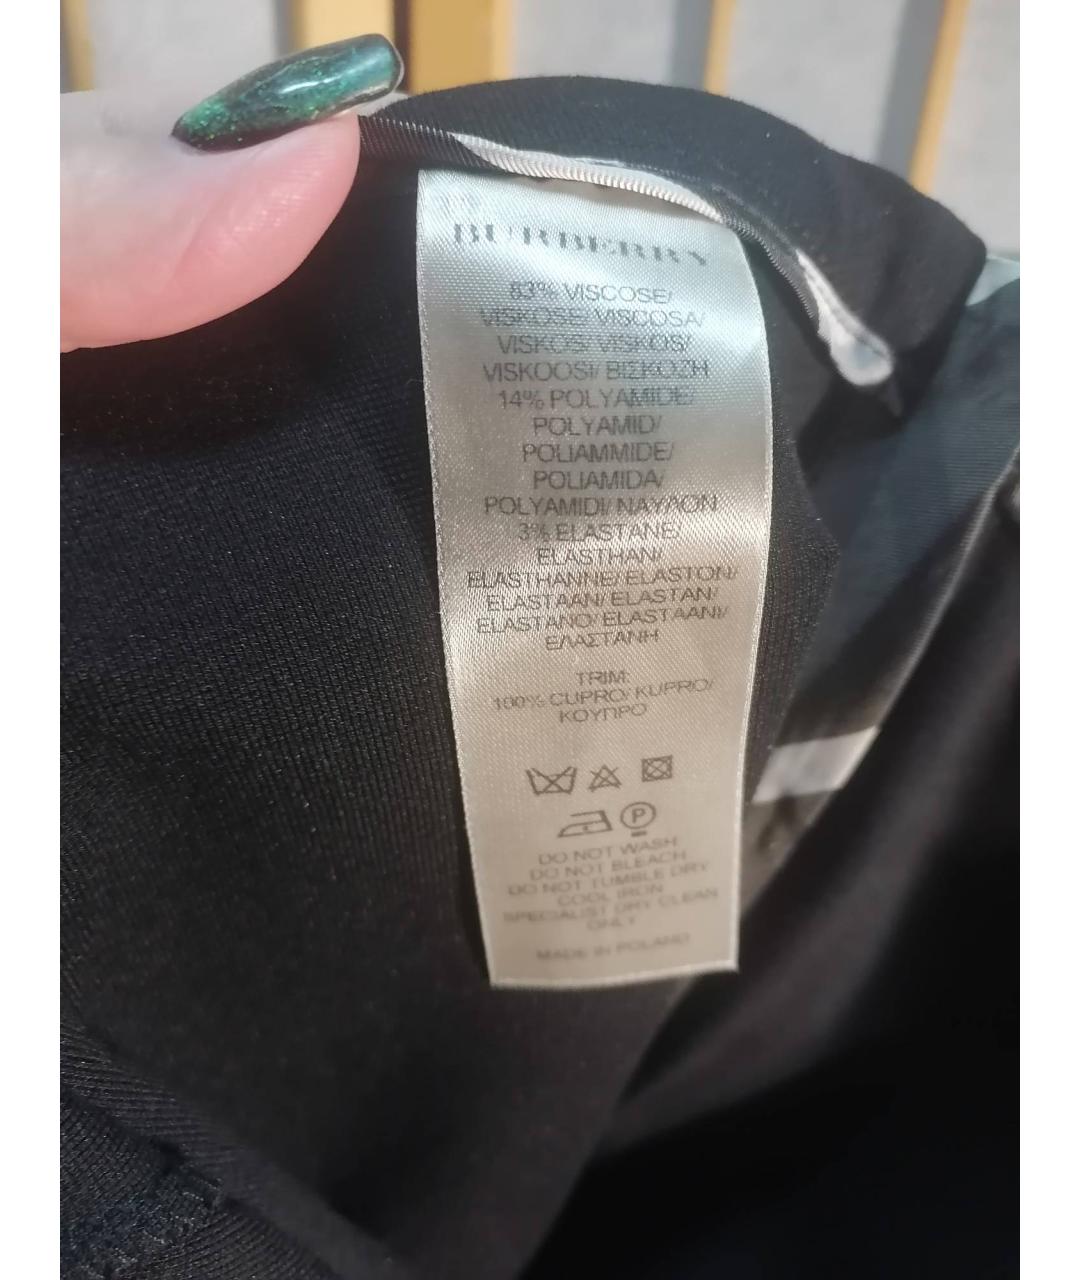 BURBERRY
83% VISCOSE/
VISKOSE/ VISCOSA/
VISKOS/ VISKOS/
VISKOOSI/ ΒΙΣΚΟΖΗ
14% POLYAMIDE/
POLYAMID/
POLIAMMIDE/
POLIAMIDA/
POLYAMIDI/ ΝΑΥΛΟΝ
3% ELASTANE/
ELASTHAN/
ELASTHANNE/ ELASTON/
ELASTAAN/ ELASTAN/
ELASTANO/ ELASTAANI/
ΕΛΑΣΤΑΝΗ
TRIM:
100% CUPRO/ KUPRO/
ΚΟΥΠΡΟ
P
DO NOT WASH
DO NOT BLEACH
DO NOT TUMBLE DRY
COOL IRON
SPECIALIST DRY CLEAN
ONLY
MADE IN POLAND